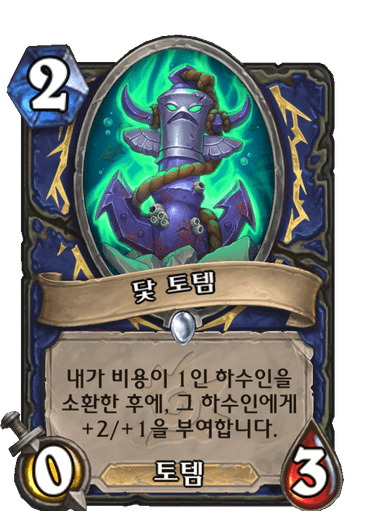 2
닻 토템
내가 비용이 1인 하수인을
소환한 후에, 그 하수인에게
+2/+1을 부여합니다.
0
토템
3